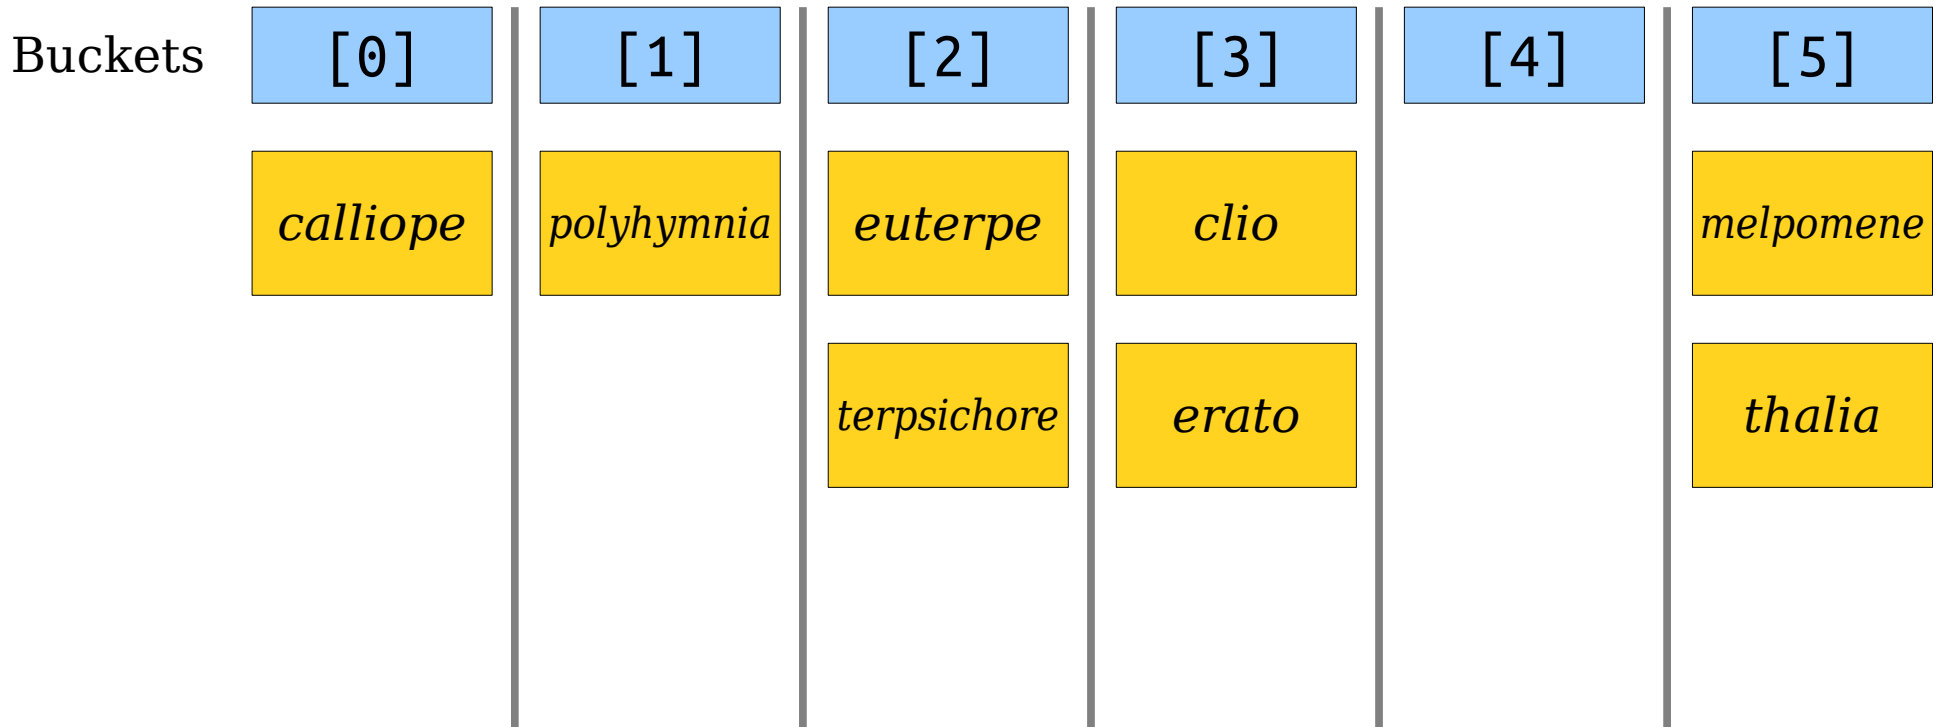 Buckets [0] [1] [2] [3] [4] [5]
calliope polyhymnia euterpe clio melpomene
terpsichore erato thalia